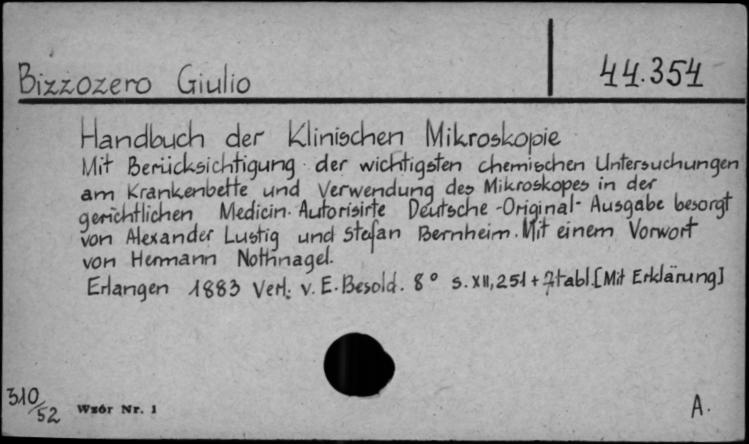 Bizzozero Giulio
44.354
Handbuch der Klinischen Mikroskopie
Mit Berücksichtigung der wichtigsten chemischen Untersuchungen
am Krankenbette und Verwendung des Mikroskopes in der
gerichtlichen Medicin. Autorisirte Deutsche-Original-Ausgabe besorgt
von Alexander Lustig und Stefan Bernheim. Mit einem Vorwort
von Hermann Nothnagel.
Erlangen 1883 Verl. v. E. Besold. 8° s. XII, 251 + 7 tabl. [Mit Erklärung]
310/52
Wzór Nr. 1
A.